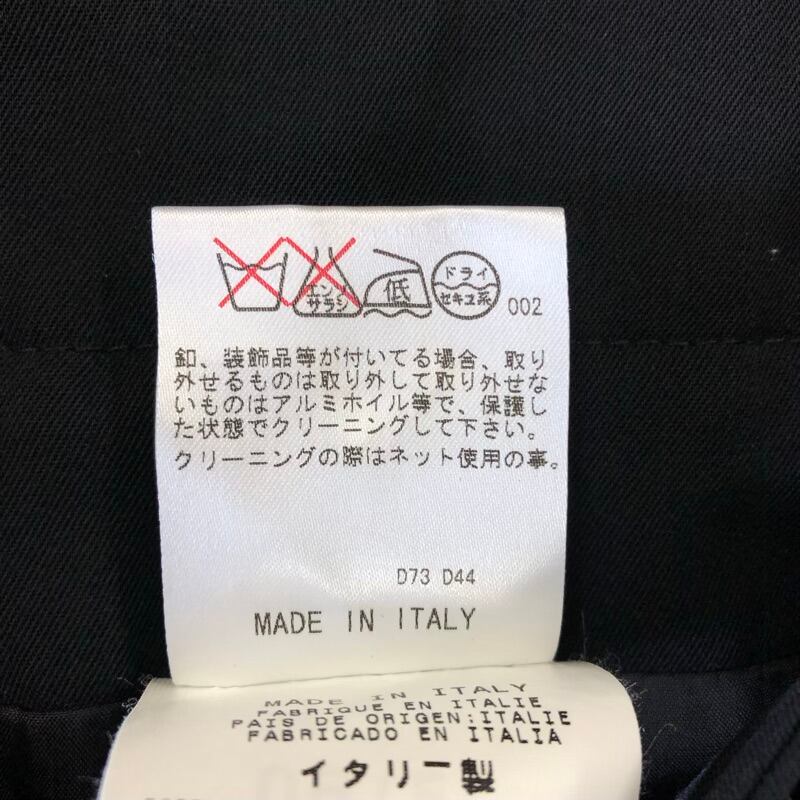 エンソ
サラシ
低
ドライ
セキユ系
002
釦、装飾品等が付いてる場合、取り
外せるものは取り外して取り外せな
いものはアルミホイル等で、保護し
た状態でクリーニングして下さい。
クリーニングの際はネット使用の事。
D73 D44
MADE IN ITALY
MADE IN ITALY
FABRIQUE EN ITALIE
PAIS DE ORIGEN:ITALIE
FABRICADO EN ITALIA
イタリー製